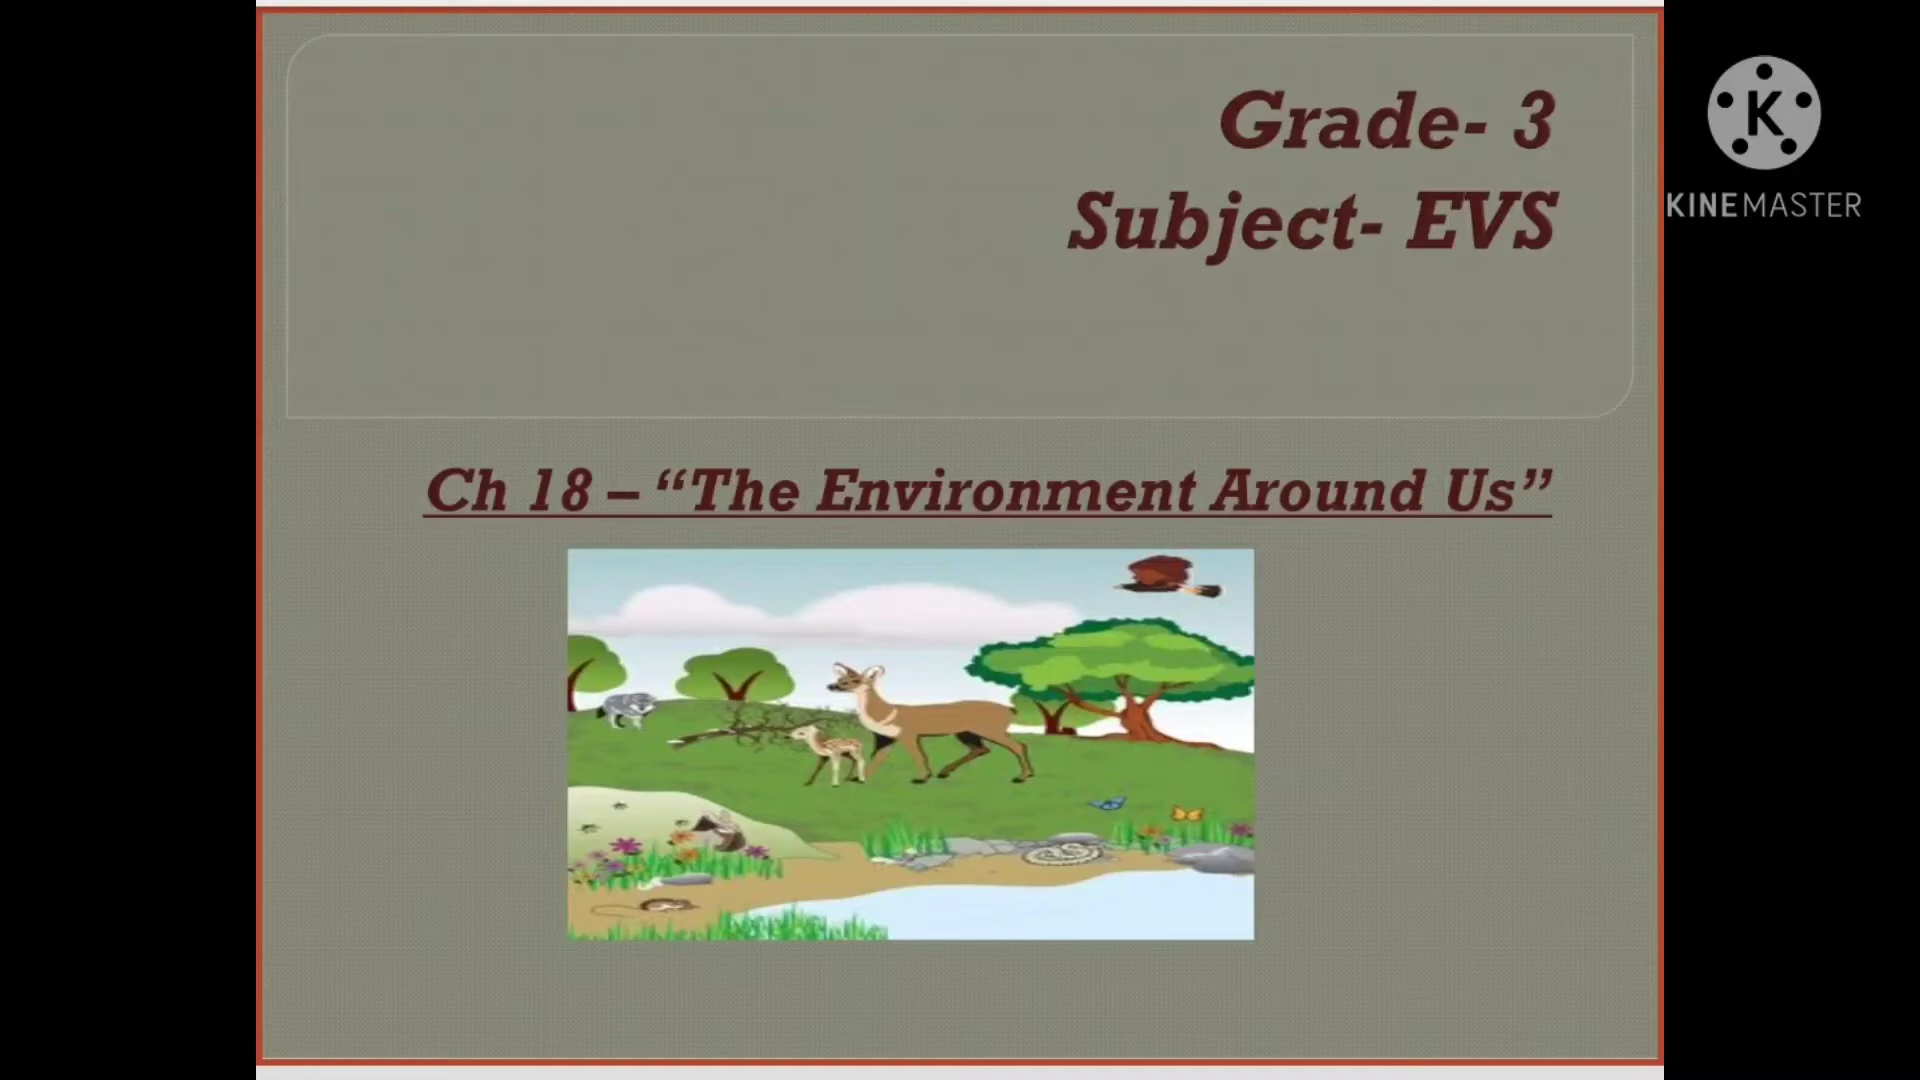 Grade- 3
Subject- EVS
K
KINEMASTER
Ch 18 – “The Environment Around Us”